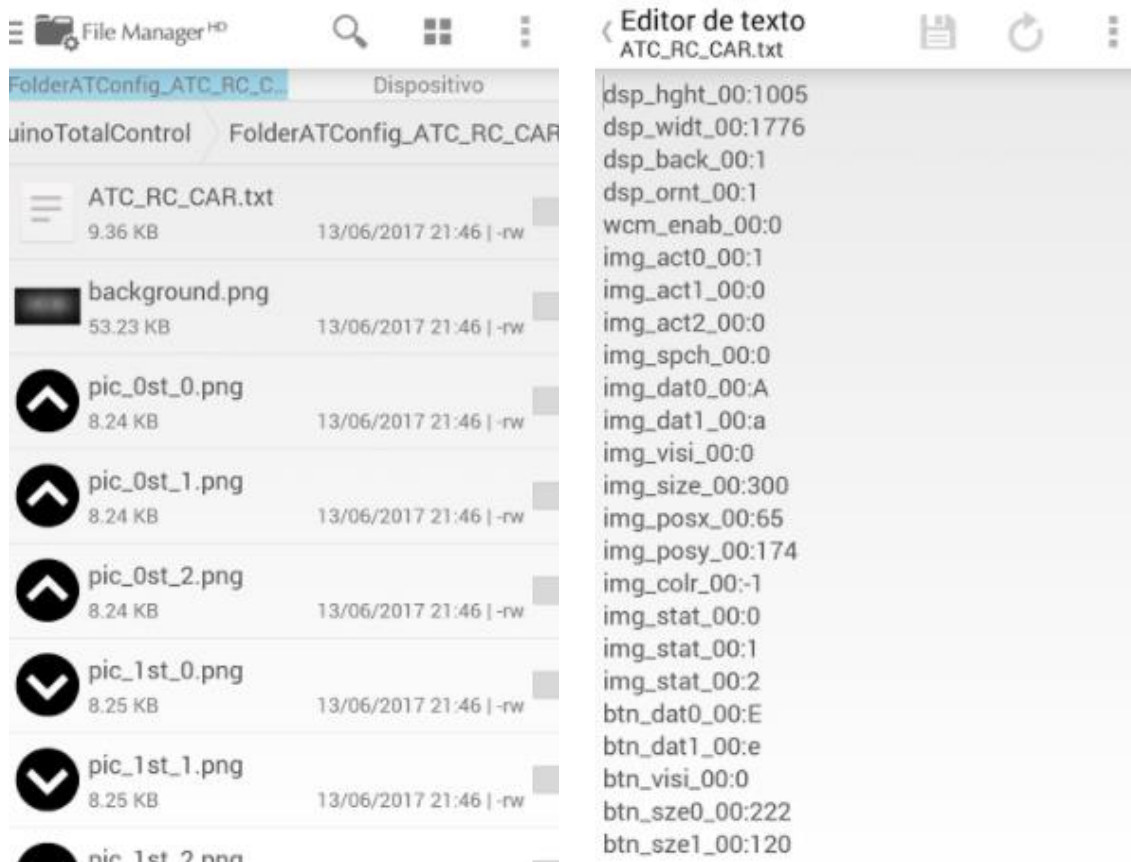 File Manager HD
FolderATConfig_ATC_RC_C...
Dispositivo
uinoTotalControl
FolderATConfig_ATC_RC_CAR
ATC_RC_CAR.txt
9.36 KB
13/06/2017 21:46 | -rw
background.png
53.23 KB
13/06/2017 21:46 | -rw
pic_0st_0.png
8.24 KB
13/06/2017 21:46 | -rw
pic_0st_1.png
8.24 KB
13/06/2017 21:46 | -rw
pic_0st_2.png
8.24 KB
13/06/2017 21:46 | -rw
pic_1st_0.png
8.25 KB
13/06/2017 21:46 | -rw
pic_1st_1.png
8.25 KB
13/06/2017 21:46 | -rw
pic_1st_2.png
Editor de texto
ATC_RC_CAR.txt
dsp_hght_00:1005
dsp_widt_00:1776
dsp_back_00:1
dsp_ornt_00:1
wcm_enab_00:0
img_act0_00:1
img_act1_00:0
img_act2_00:0
img_spch_00:0
img_dat0_00:A
img_dat1_00:a
img_visi_00:0
img_size_00:300
img_posx_00:65
img_posy_00:174
img_colr_00:-1
img_stat_00:0
img_stat_00:1
img_stat_00:2
btn_dat0_00:E
btn_dat1_00:e
btn_visi_00:0
btn_sze0_00:222
btn_sze1_00:120